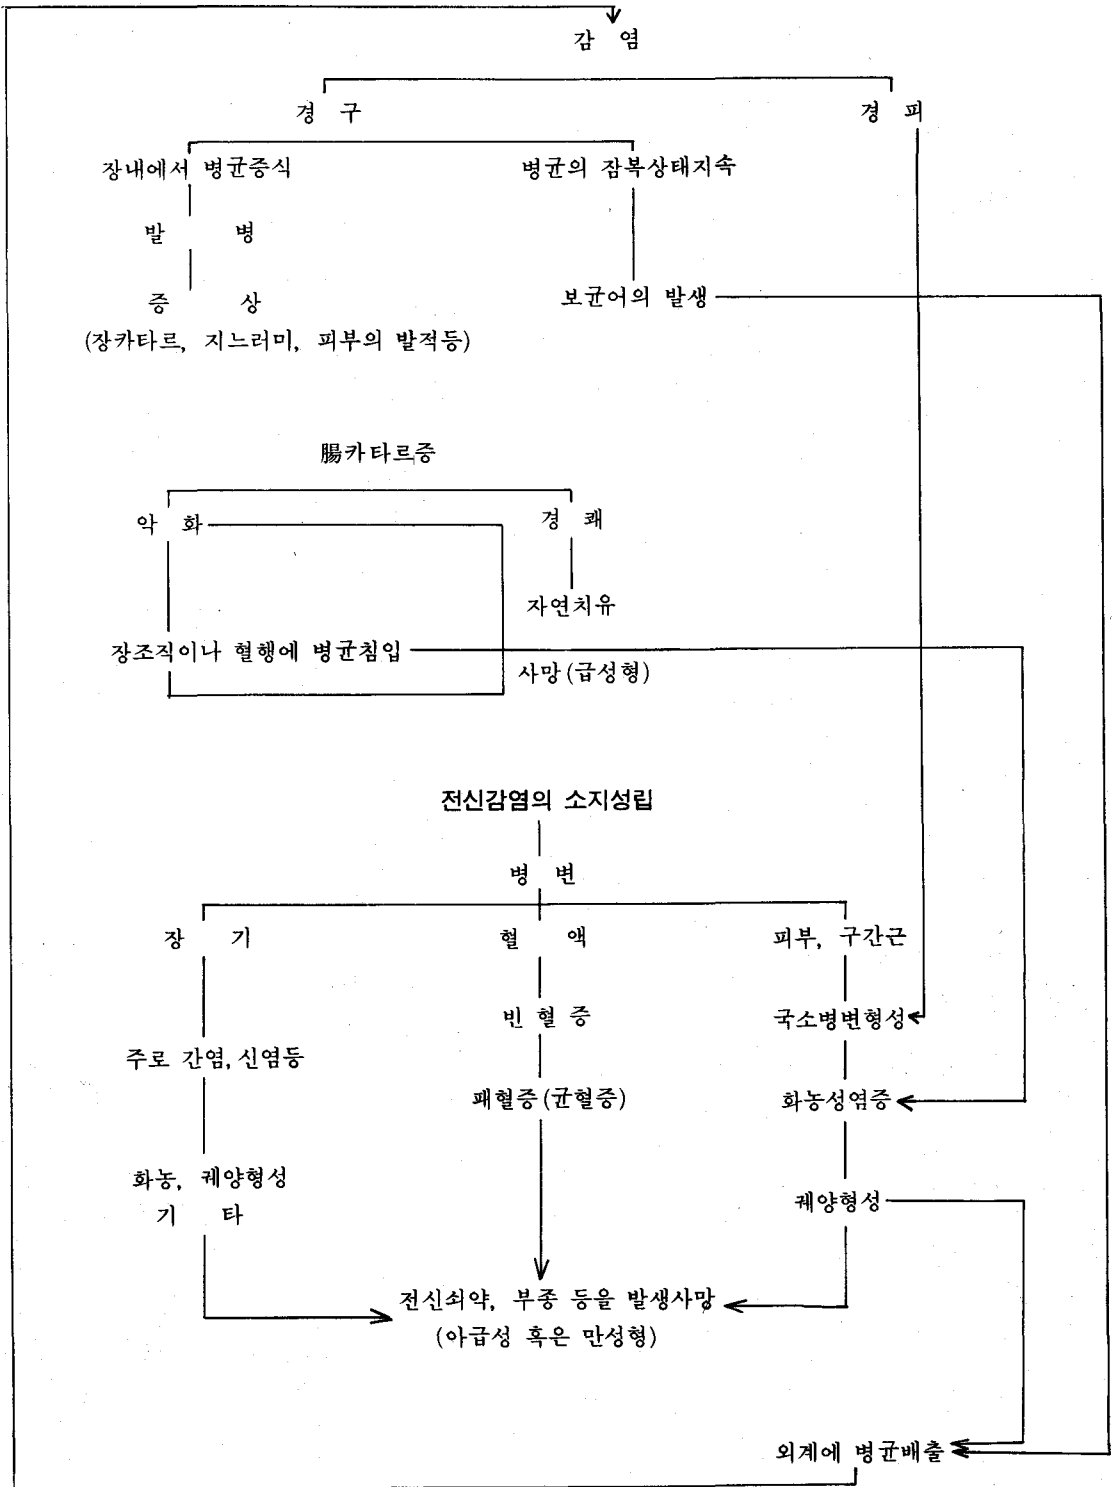 감 염
경 구 경 피
장내에서 병균증식 병균의 잠복상태지속
발 병
증 상 보균어의 발생
(장카타르, 지느러미, 피부의 발적등)
腸카타르증
악 화 경 쾌
자연치유
장조직이나 혈행에 병균침입
사망(급성형)
전신감염의 소지성립
병 변
장 기 혈 액 피부, 구간근
빈 혈 증 국소병변형성
주로 간염, 신염등
패혈증(균혈증) 화농성염증
화농, 궤양형성
기 타 궤양형성
전신쇠약, 부종 등을 발생사망
(아급성 혹은 만성형)
외계에 병균배출